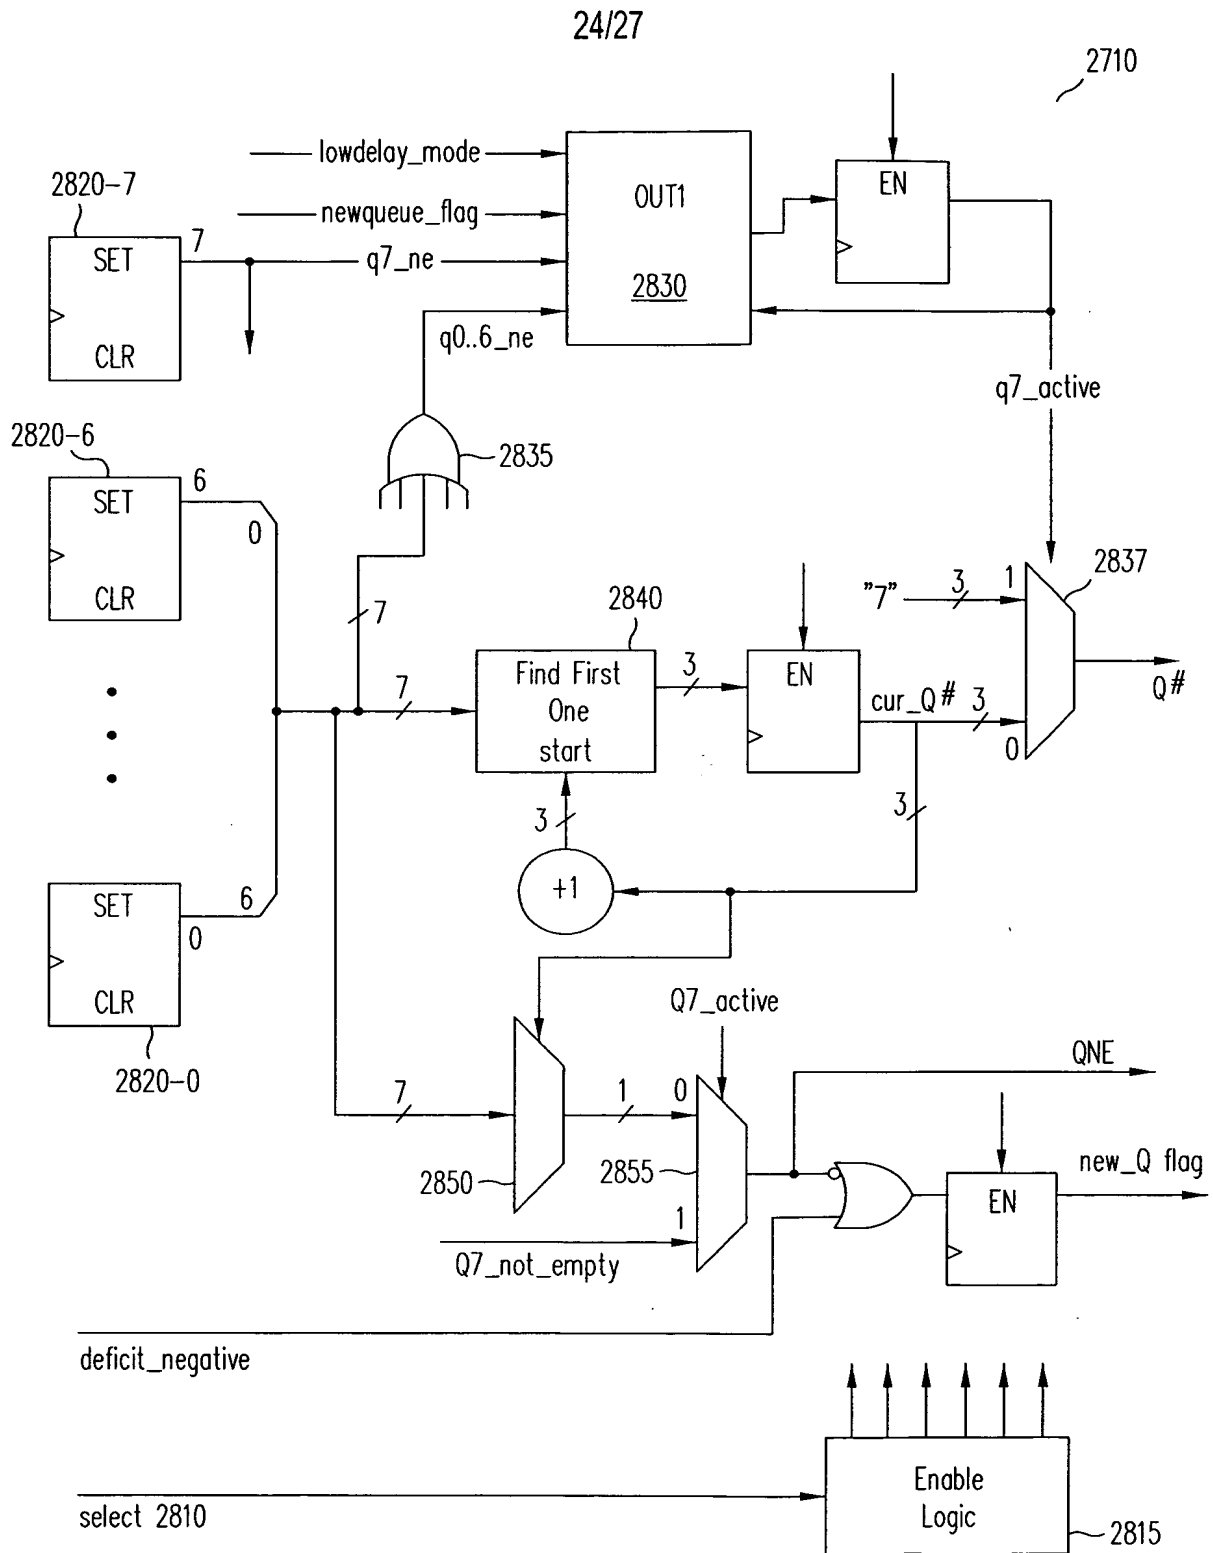 24/27
2710
lowdelay_mode
2820-7
newqueue_flag
OUT1
EN
7
SET
q7_ne
2830
CLR
q0..6_ne
q7_active
2820-6
2835
6
SET
0
CLR
7
2840
"7"
3
1
2837
Find First
One
start
7
3
EN
cur_Q#
3
0
Q#
3
3
+1
SET
6
0
CLR
2820-0
Q7_active
QNE
7
1
0
2850
2855
new_Q flag
EN
1
Q7_not_empty
deficit_negative
Enable
Logic
select 2810
2815